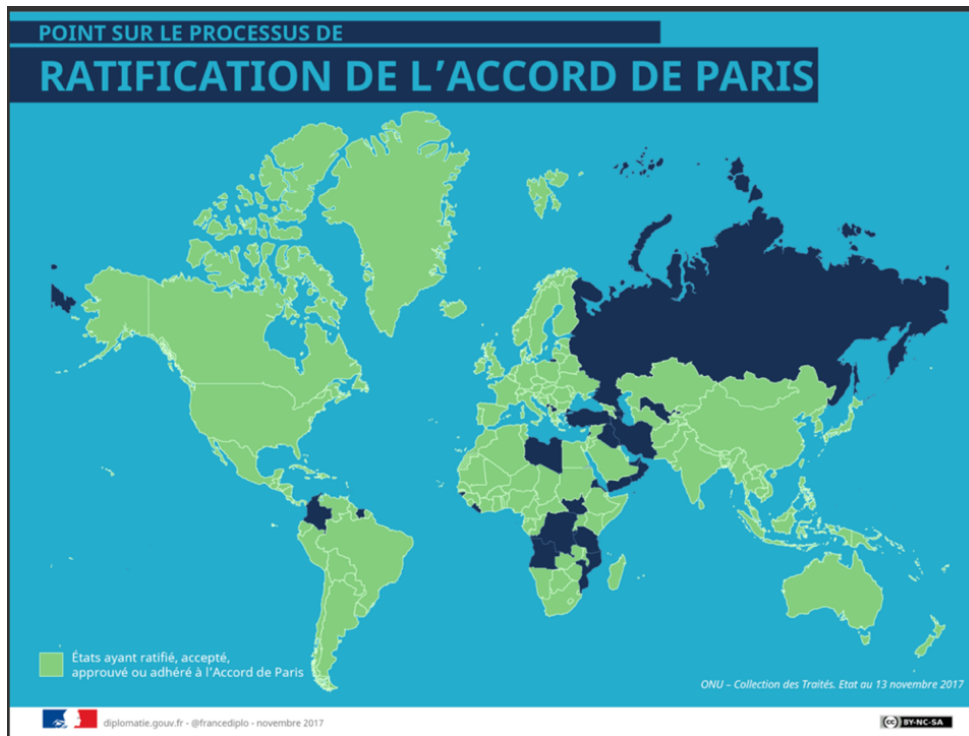 POINT SUR LE PROCESSUS DE
RATIFICATION DE L'ACCORD DE PARIS
États ayant ratifié, accepté,
approuvé ou adhéré à l'Accord de Paris
ONU – Collection des Traités. Etat au 13 novembre 2017
diplomatie.gouv.fr - @francediplo - novembre 2017
cc BY-NC-SA